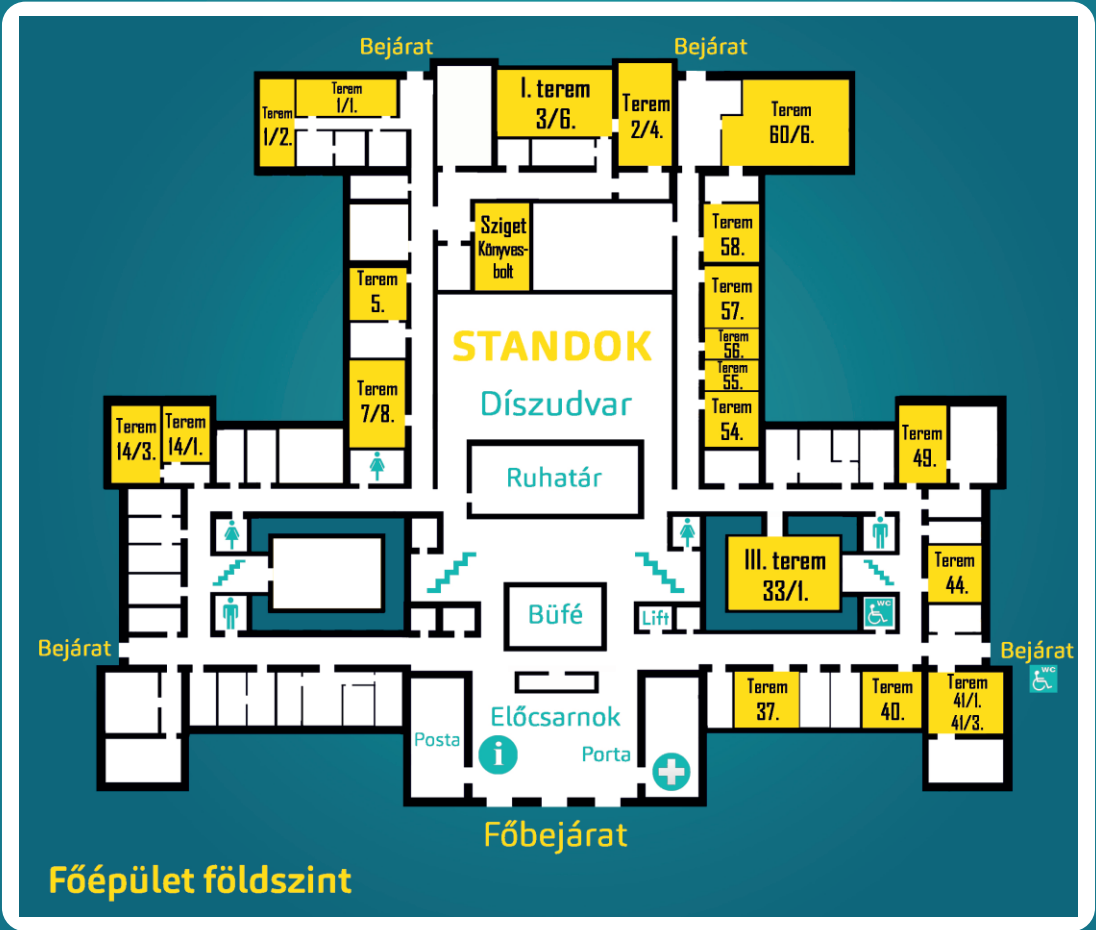 Bejárat
Bejárat
Terem
1/1.
Terem
1/2.
I. terem
3/6.
Terem
2/4.
Terem
60/6.
Sziget
Könyves-
bolt
Terem
58.
Terem
5.
Terem
57.
STANDOK
Terem
56.
Terem
55.
Díszudvar
Terem
7/8.
Terem
54.
Terem
14/3.
Terem
14/1.
Terem
49.
Ruhatár
III. terem
33/1.
Terem
44.
WC
Büfé
Lift
Bejárat
Bejárat
WC
Terem
37.
Terem
40.
Terem
41/1.
41/3.
Előcsarnok
Posta
i
Porta
Főbejárat
Főépület földszint